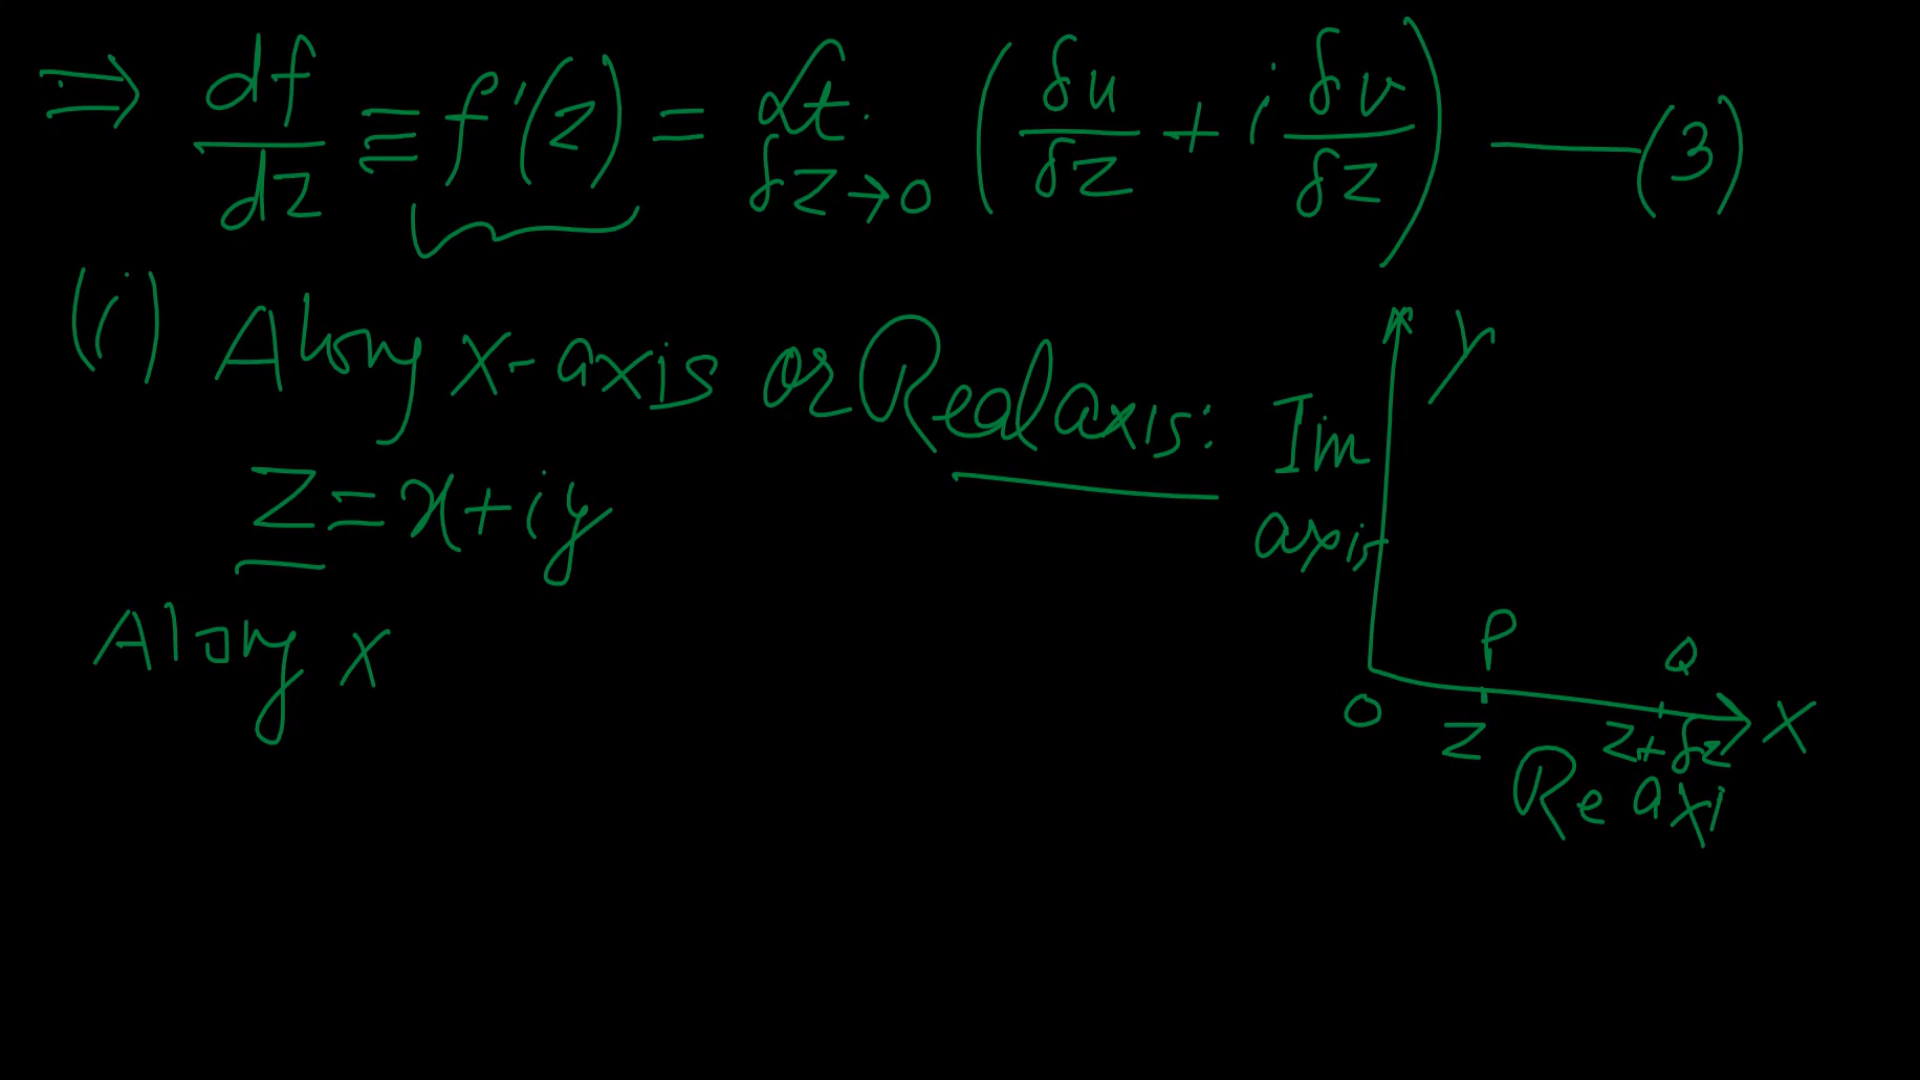 ⇒ df/dz ≡ f'(z) = Lt. δz→0 (δu/δz + i δv/δz) —(3)
(i) Along x-axis or Real axis:
z = x + iy
Along x
Y
Im
axis
P
Q
O
z
z+δz
X
Re axi